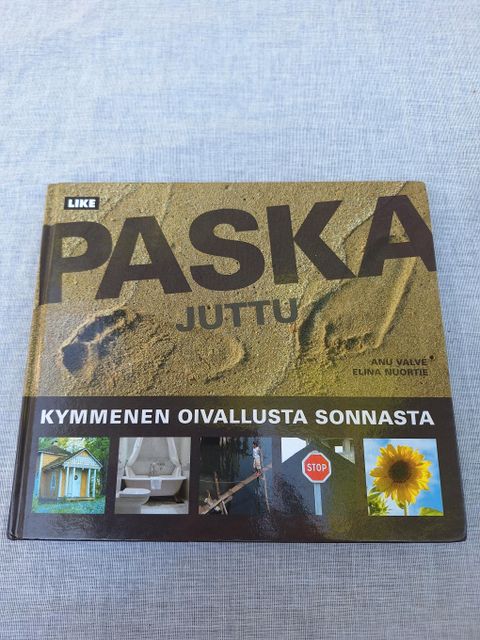 LIKE
PASKA
JUTTU
ANU VALVE
ELINA NUORTIE
KYMMENEN OIVALLUSTA SONNASTA
STOP